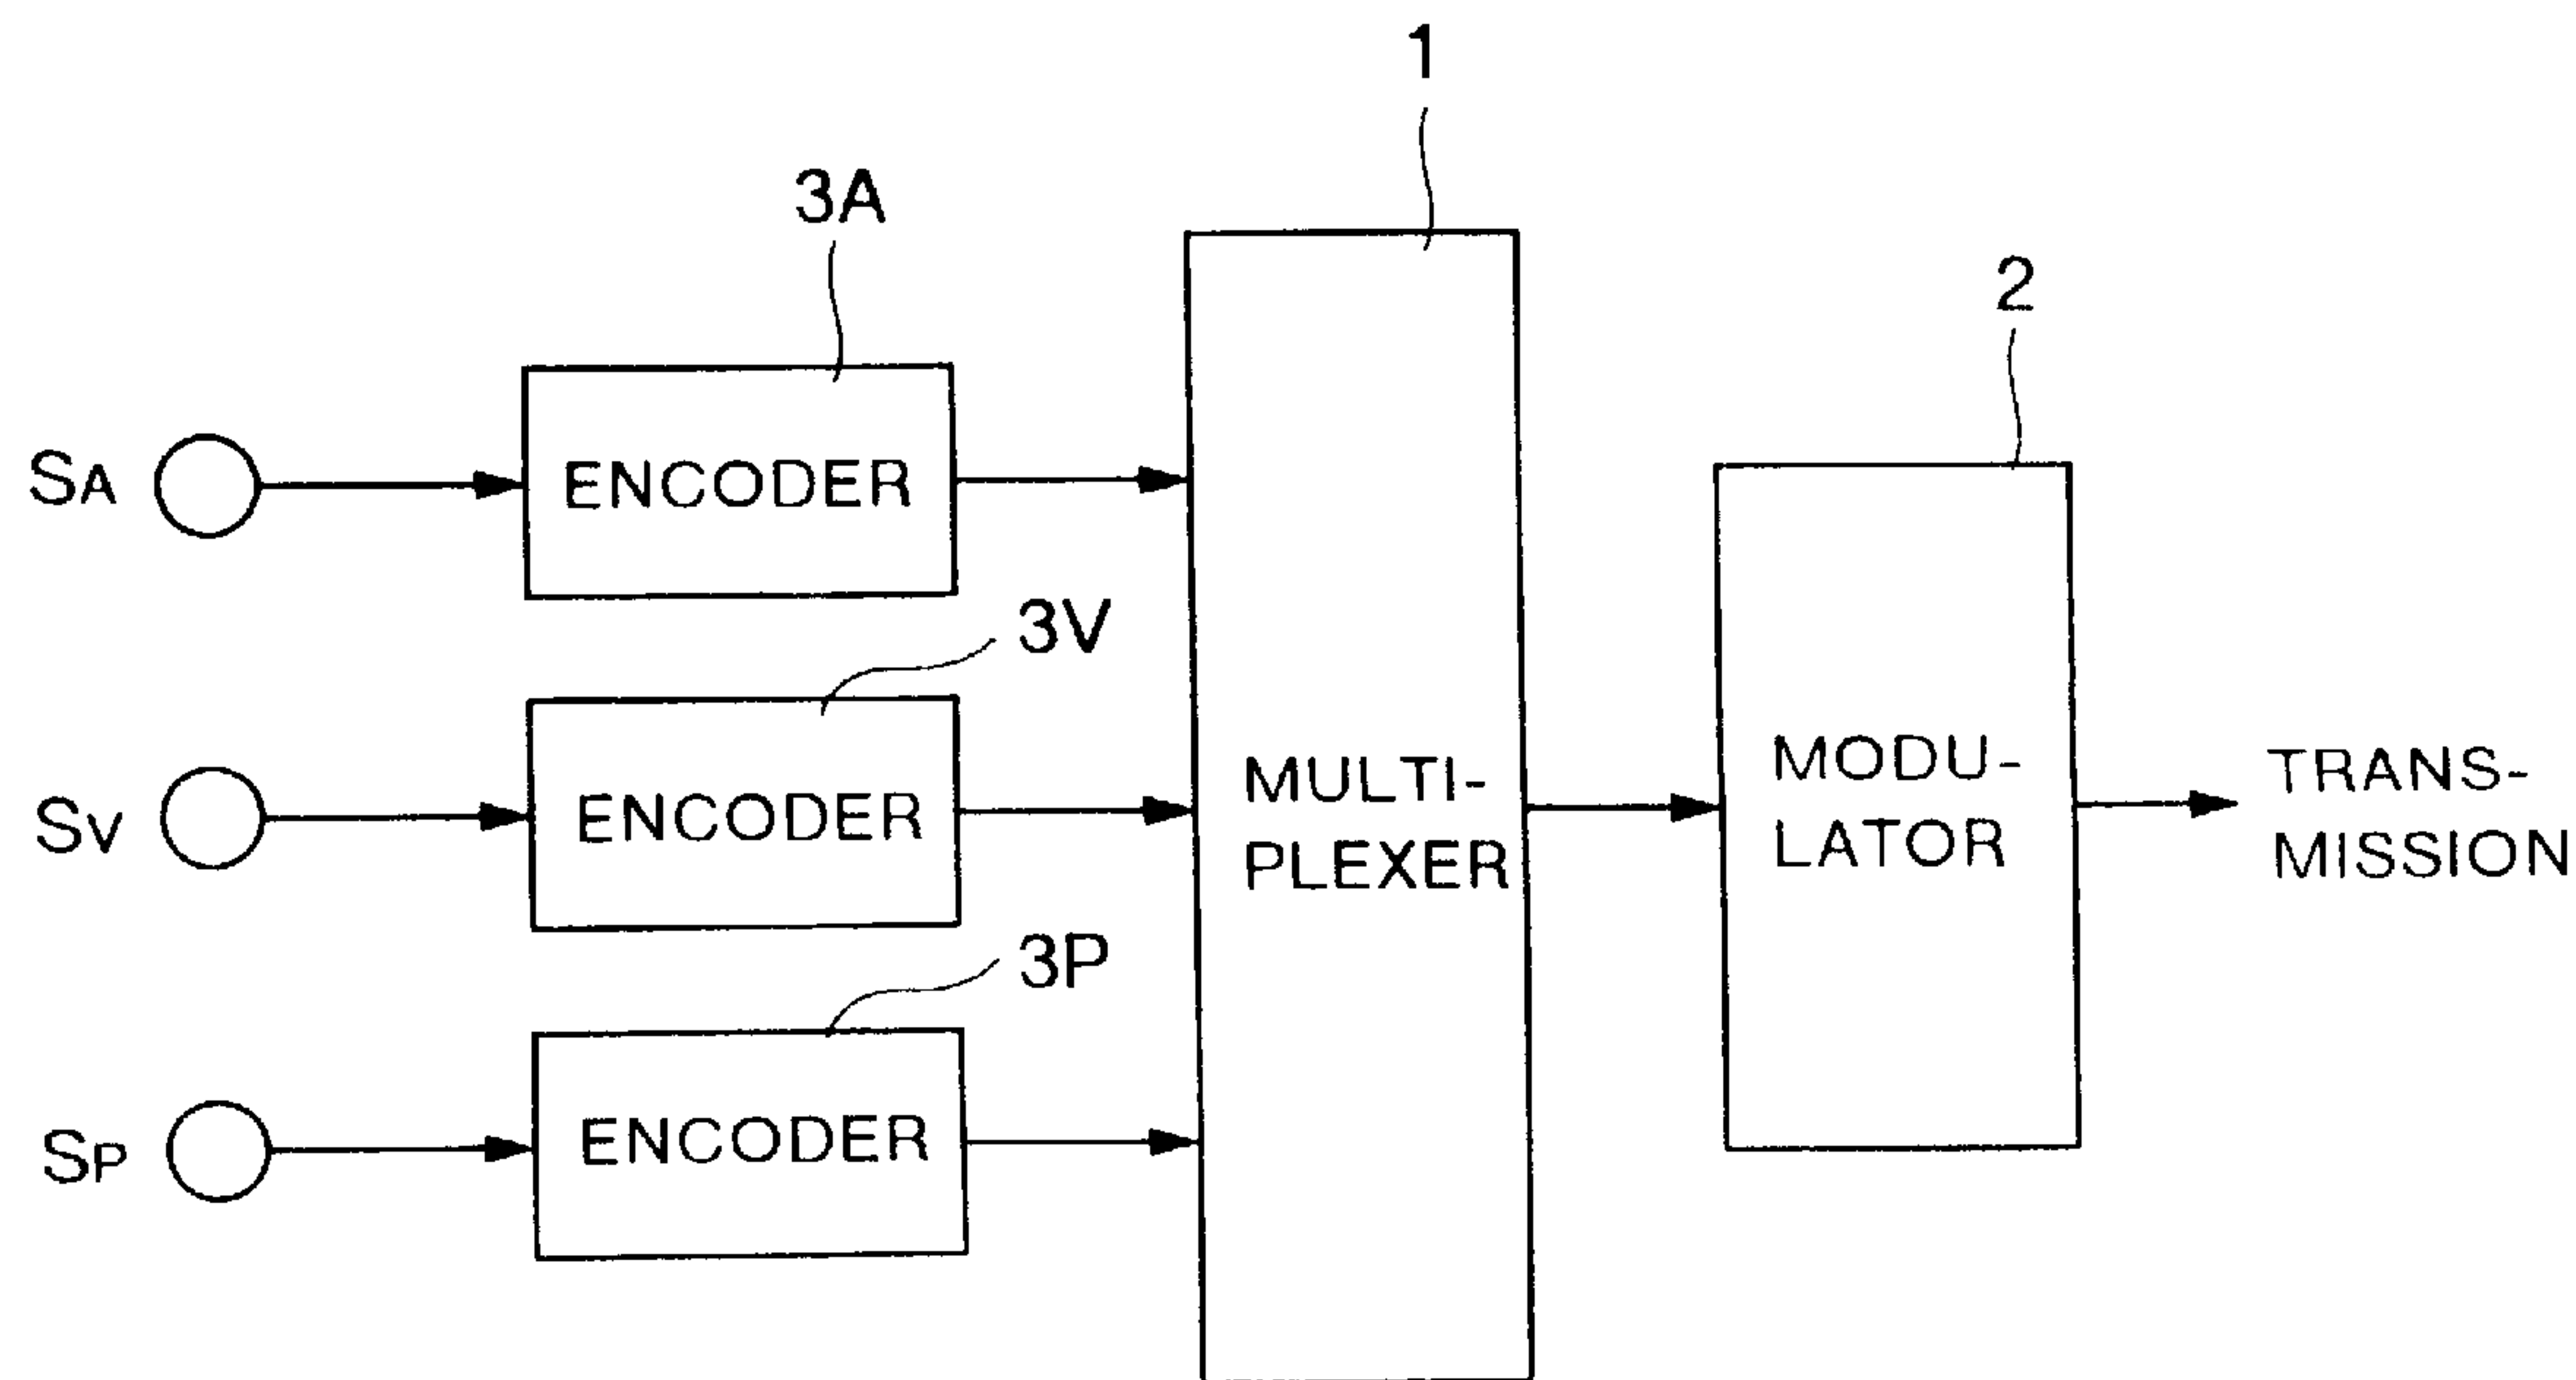 1
3A
2
SA
ENCODER
3V
SV
ENCODER
MULTI-
PLEXER
MODU-
LATOR
TRANS-
MISSION
3P
SP
ENCODER